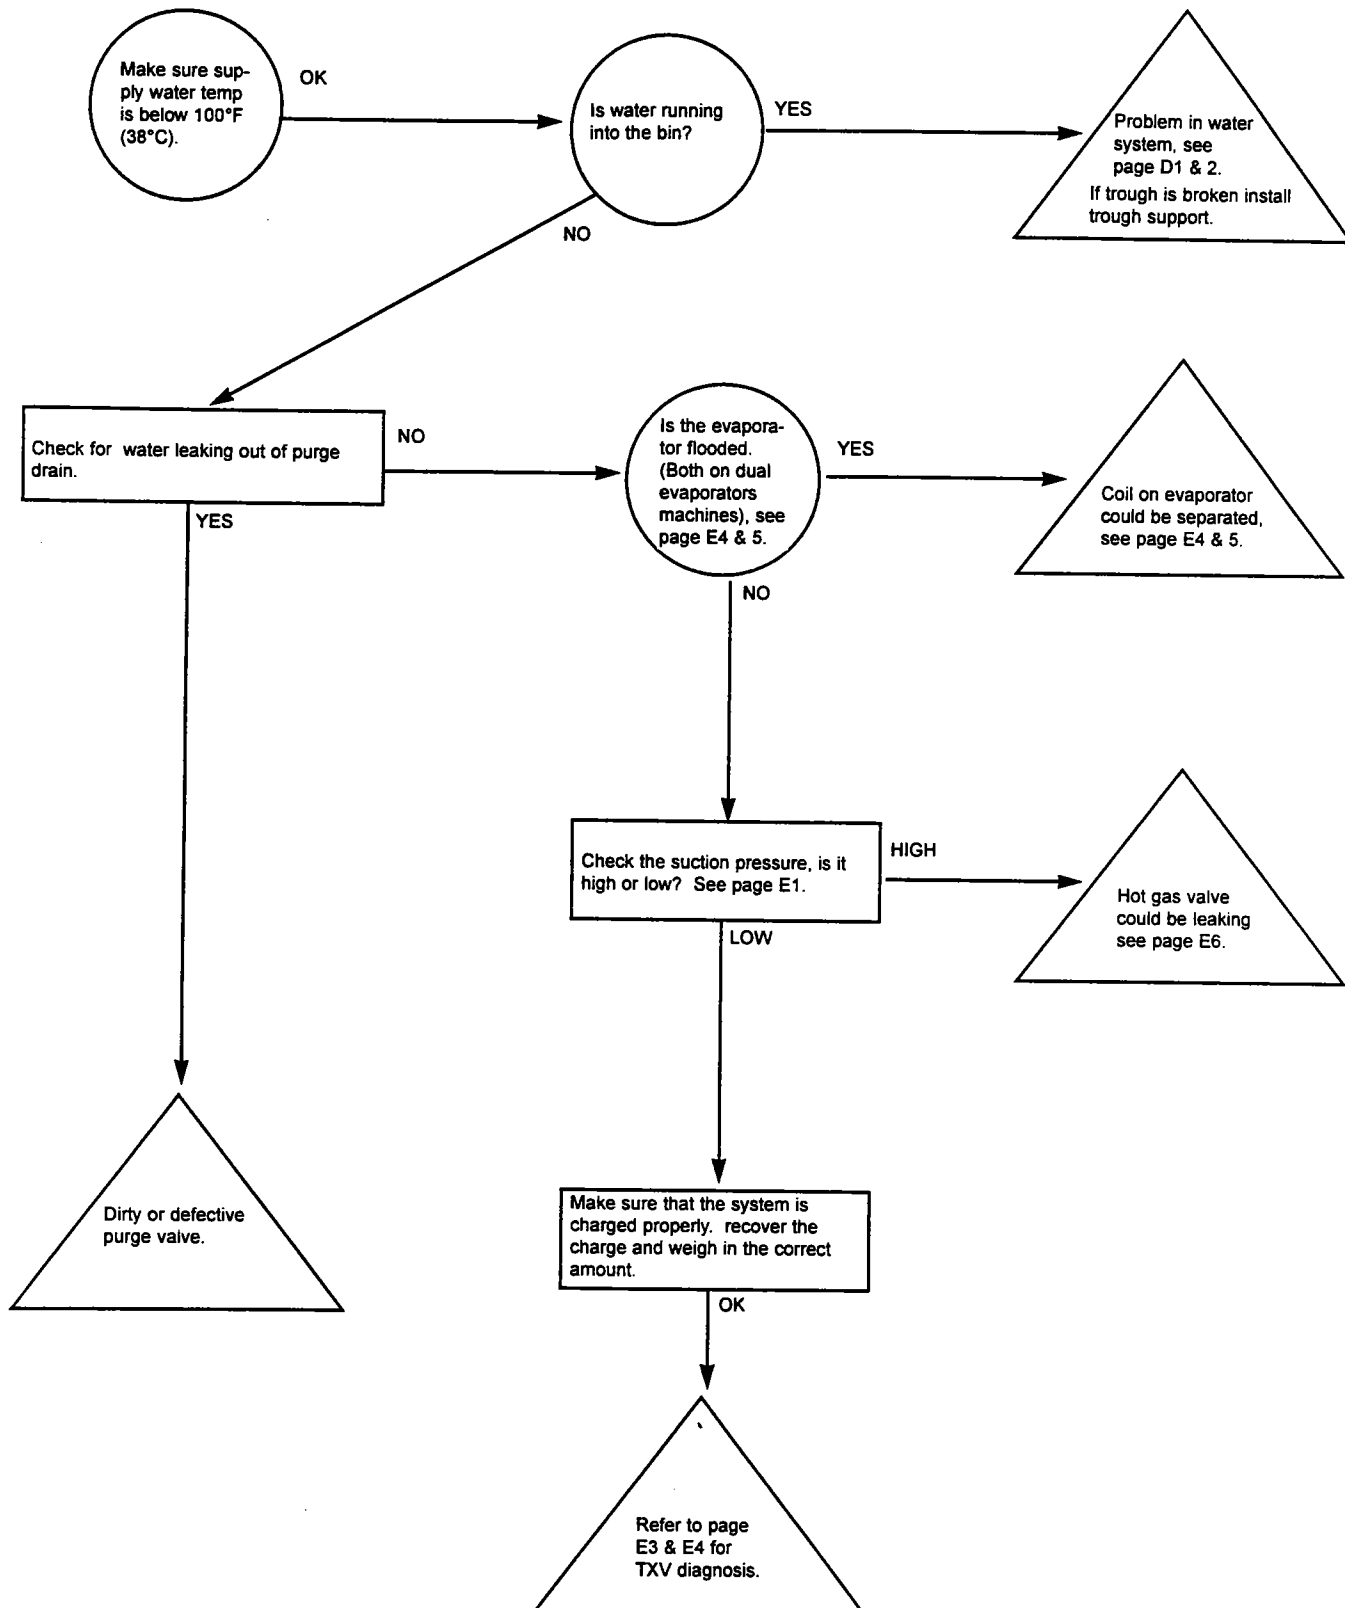 Make sure sup-
ply water temp
is below 100°F
(38°C).
OK
Is water running
into the bin?
YES
Problem in water
system, see
page D1 & 2.
If trough is broken install
trough support.
NO
Check for water leaking out of purge
drain.
NO
Is the evapora-
tor flooded.
(Both on dual
evaporators
machines), see
page E4 & 5.
YES
Coil on evaporator
could be separated,
see page E4 & 5.
YES
NO
Check the suction pressure, is it
high or low? See page E1.
HIGH
Hot gas valve
could be leaking
see page E6.
LOW
Dirty or defective
purge valve.
Make sure that the system is
charged properly. recover the
charge and weigh in the correct
amount.
OK
Refer to page
E3 & E4 for
TXV diagnosis.